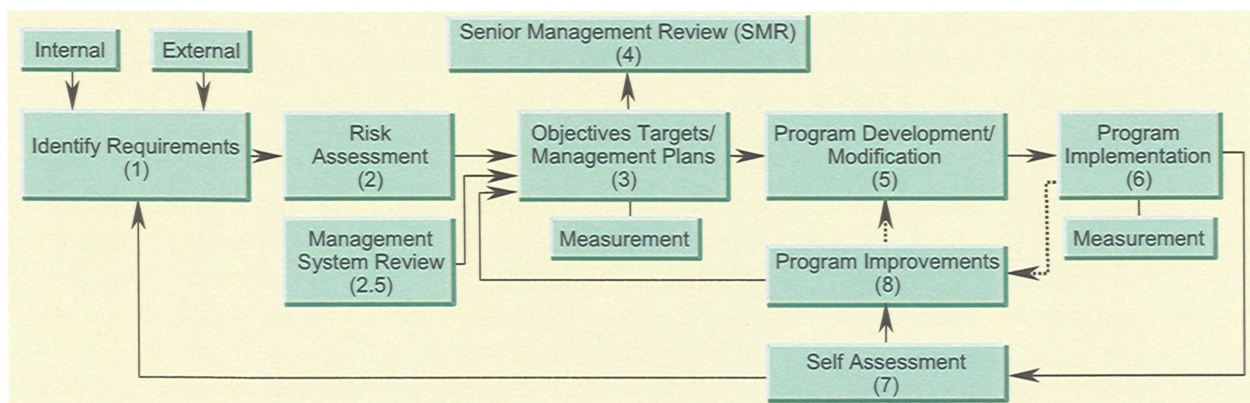 Internal
External
Identify Requirements
(1)
Risk
Assessment
(2)
Management
System Review
(2.5)
Senior Management Review (SMR)
(4)
Objectives Targets/
Management Plans
(3)
Measurement
Program Development/
Modification
(5)
Program
Implementation
(6)
Measurement
Program Improvements
(8)
Self Assessment
(7)